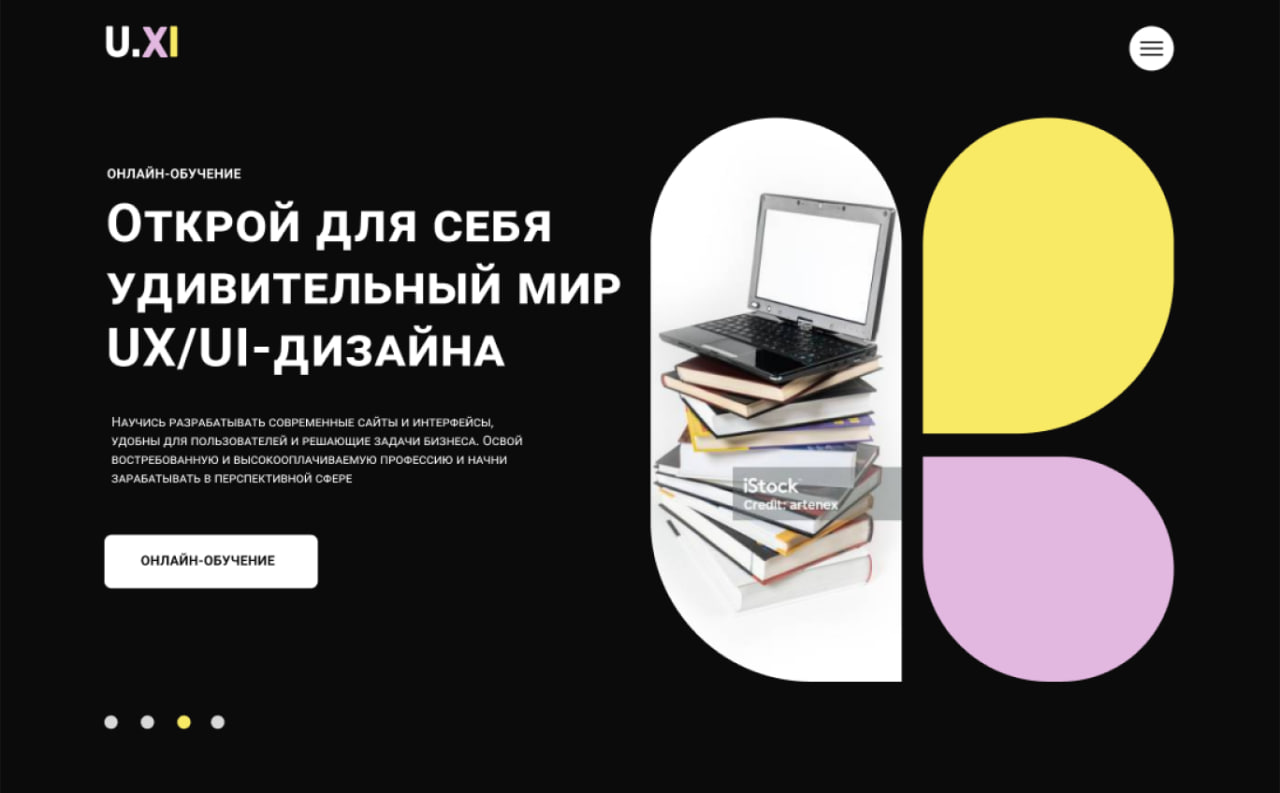 U.XI
ОНЛАЙН-ОБУЧЕНИЕ
Открой для себя
удивительный мир
UX/UI-дизайна
Научись разрабатывать современные сайты и интерфейсы,
удобны для пользователей и решающие задачи бизнеса. Освой
востребованную и высокооплачиваемую профессию и начни
зарабатывать в перспективной сфере
ОНЛАЙН-ОБУЧЕНИЕ
iStock
Credit: artenex